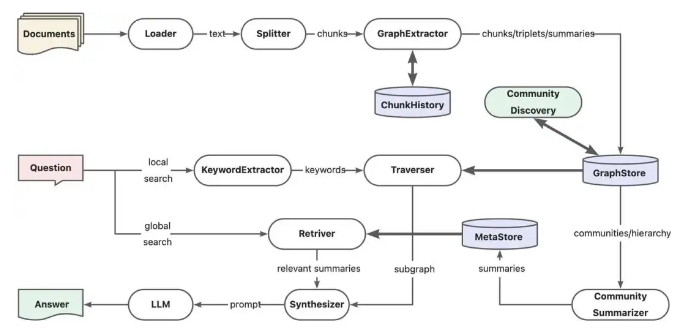 Documents
Loader
text
Splitter
chunks
GraphExtractor
chunks/triplets/summaries
ChunkHistory
Community
Discovery
Question
local
search
KeywordExtractor
keywords
Traverser
GraphStore
global
search
Retriver
MetaStore
communities/hierarchy
relevant summaries
subgraph
summaries
Answer
LLM
prompt
Synthesizer
Community
Summarizer